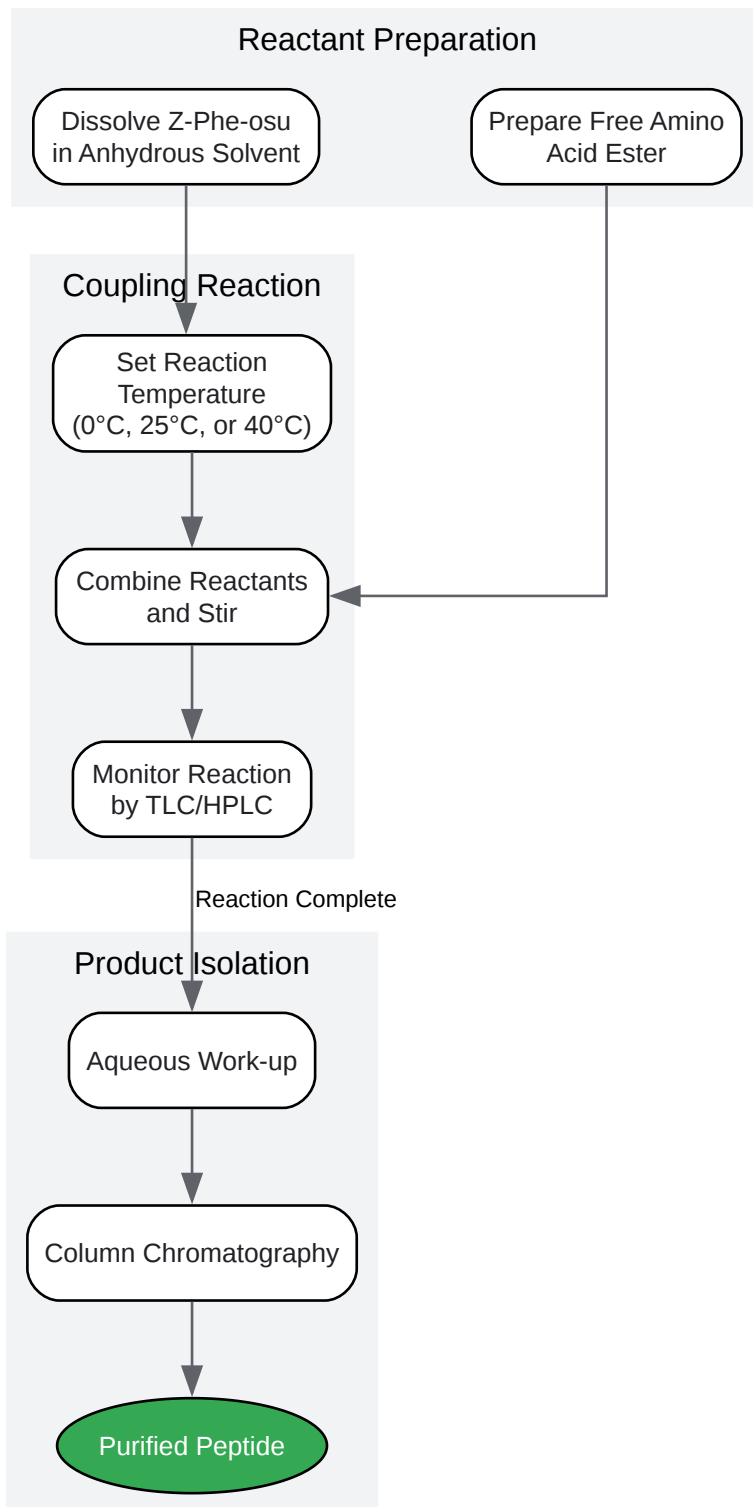 Reactant Preparation
Dissolve Z-Phe-osu
in Anhydrous Solvent
Prepare Free Amino
Acid Ester
Coupling Reaction
Set Reaction
Temperature
(0°C, 25°C, or 40°C)
Combine Reactants
and Stir
Monitor Reaction
by TLC/HPLC
Reaction Complete
Product Isolation
Aqueous Work-up
Column Chromatography
Purified Peptide